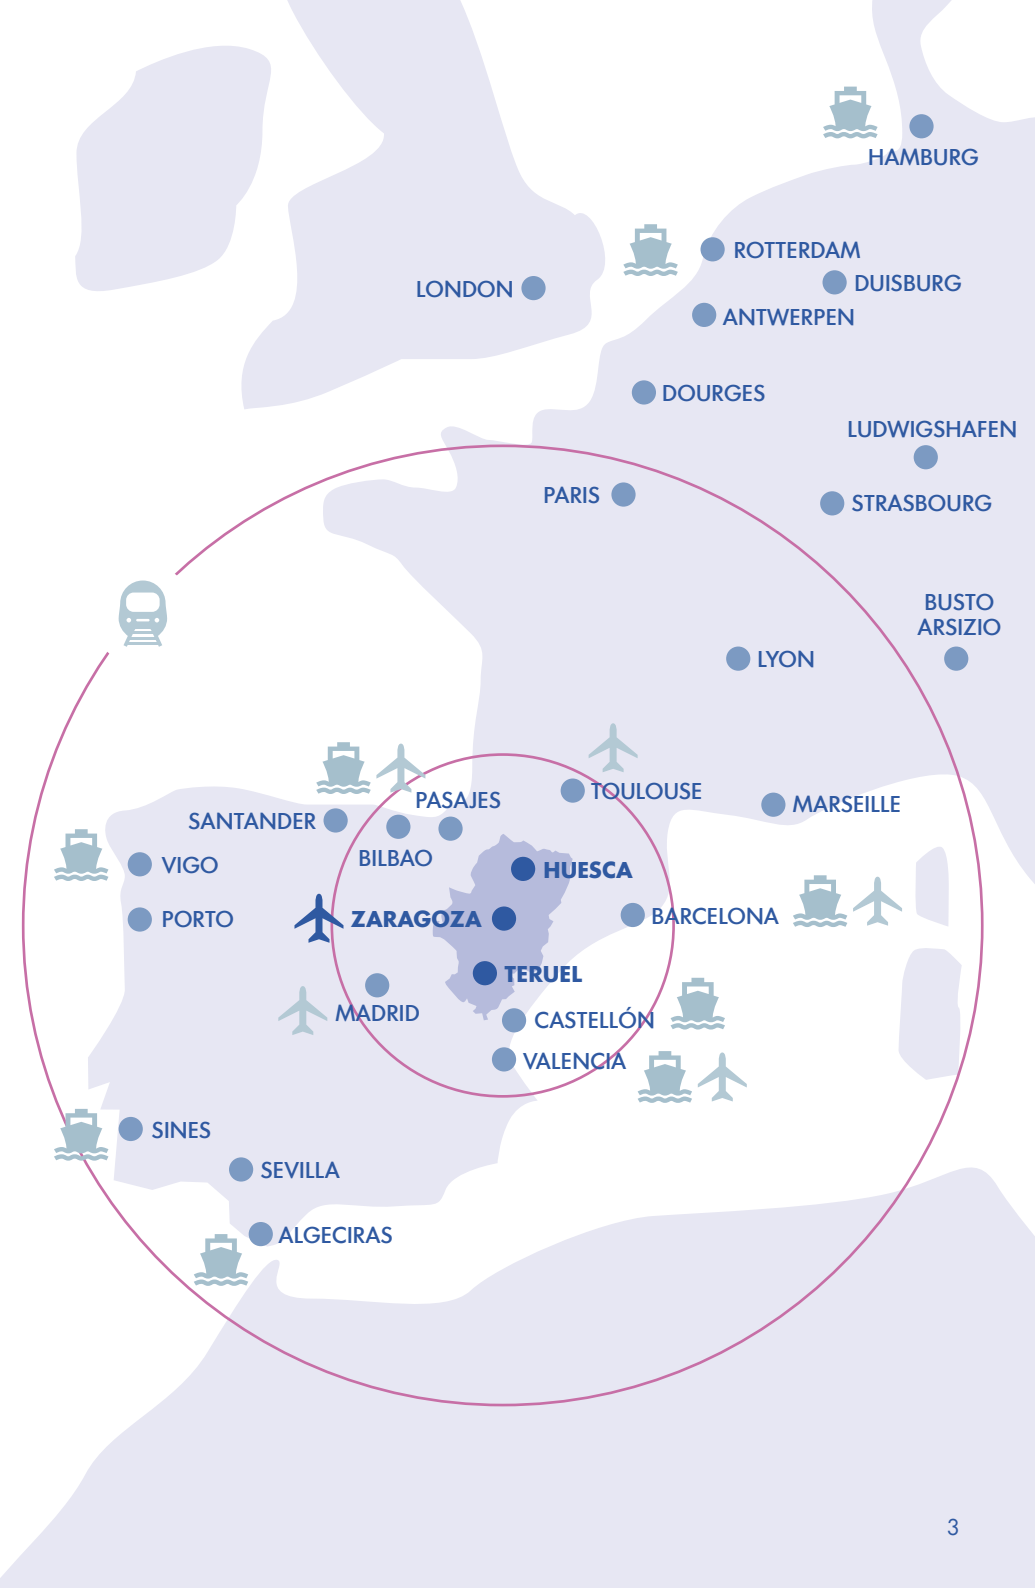 HAMBURG
ROTTERDAM
DUISBURG
LONDON
ANTWERPEN
DOURGES
LUDWIGSHAFEN
PARIS
STRASBOURG
BUSTO
ARSIZIO
LYON
TOULOUSE
PASAJES
MARSEILLE
SANTANDER
BILBAO
VIGO
HUESCA
PORTO
ZARAGOZA
BARCELONA
TERUEL
MADRID
CASTELLÓN
VALENCIA
SINES
SEVILLA
ALGECIRAS
3